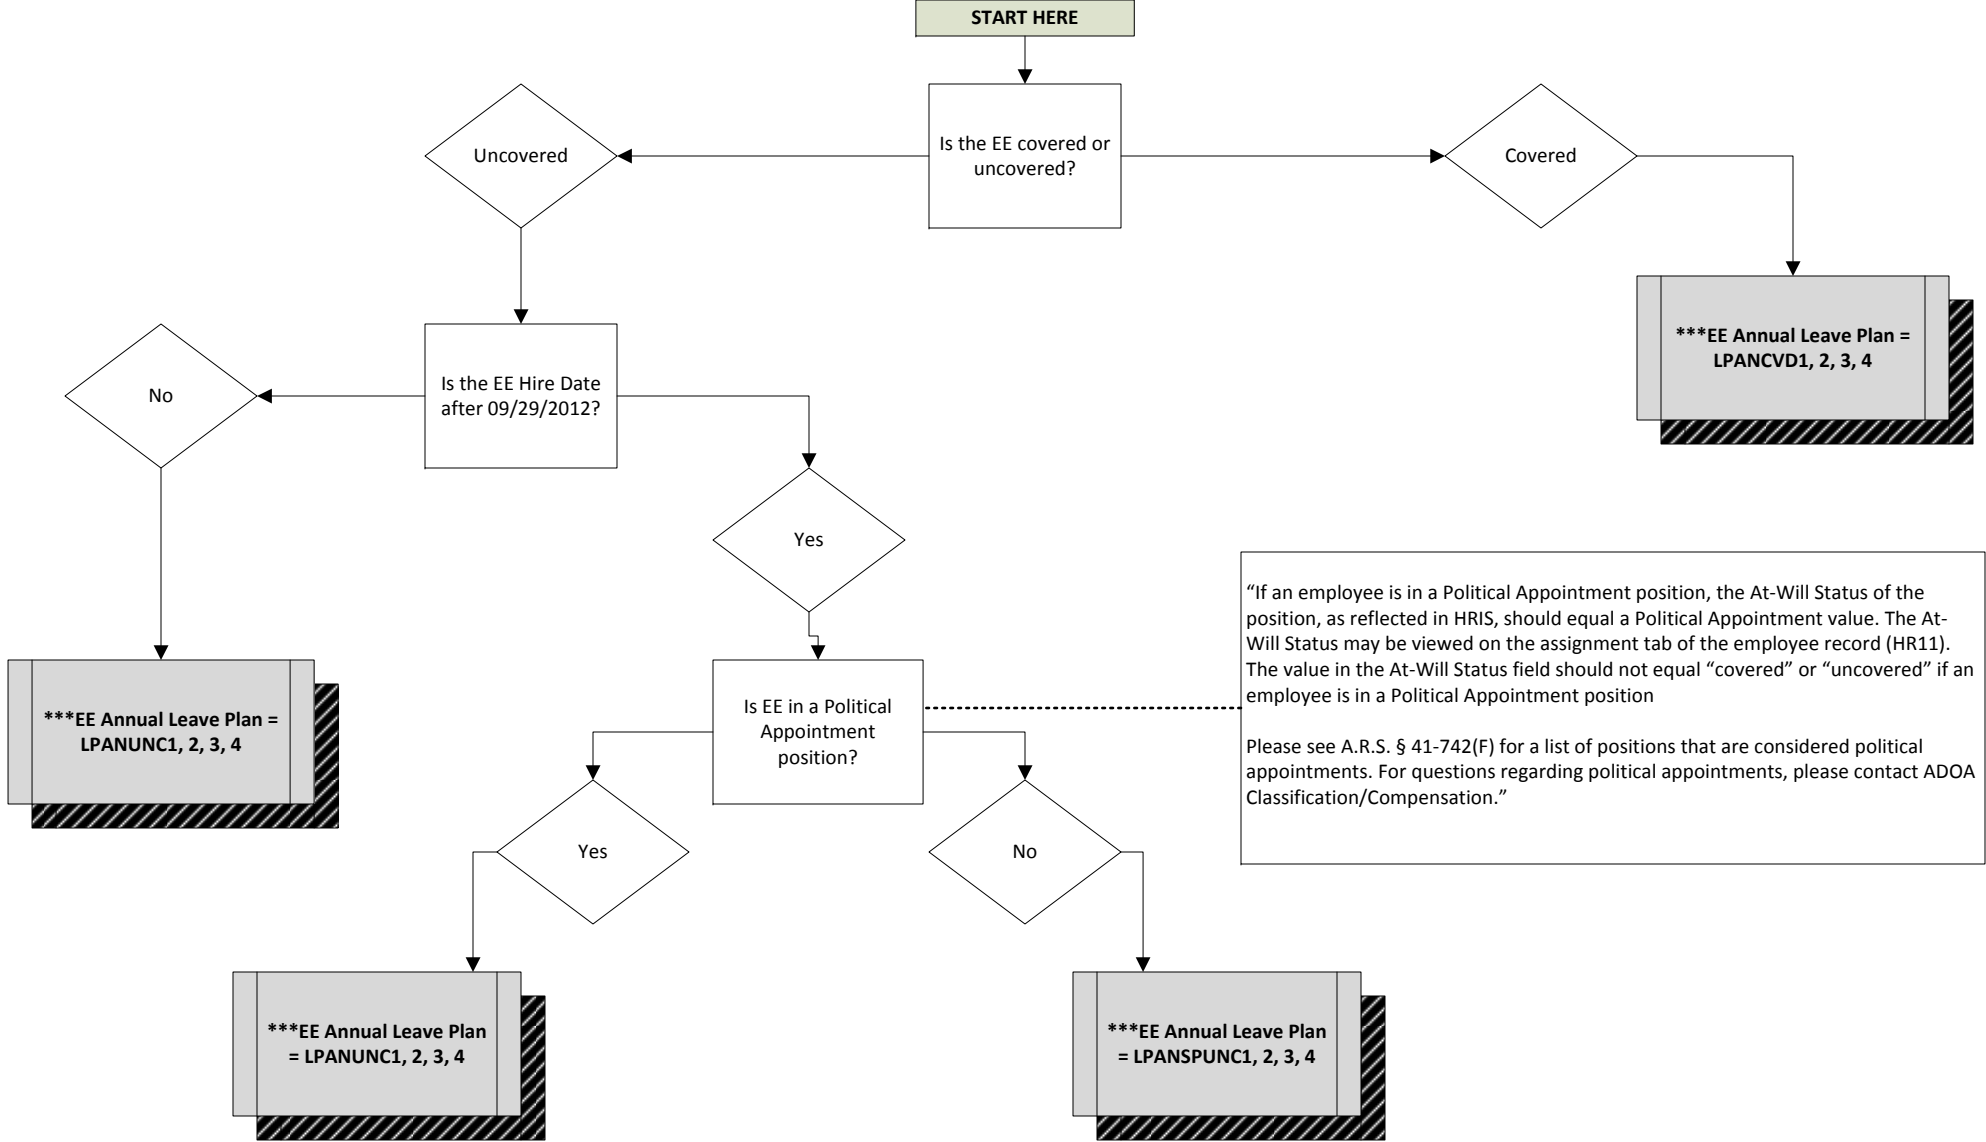 START HERE
Is the EE covered or
uncovered?
Uncovered
Covered
***EE Annual Leave Plan =
LPANCVD1, 2, 3, 4
Is the EE Hire Date
after 09/29/2012?
No
Yes
“If an employee is in a Political Appointment position, the At-Will Status of the
position, as reflected in HRIS, should equal a Political Appointment value. The At-
Will Status may be viewed on the assignment tab of the employee record (HR11).
The value in the At-Will Status field should not equal “covered” or “uncovered” if an
employee is in a Political Appointment position
Please see A.R.S. § 41-742(F) for a list of positions that are considered political
appointments. For questions regarding political appointments, please contact ADOA
Classification/Compensation.”
***EE Annual Leave Plan =
LPANUNC1, 2, 3, 4
Is EE in a Political
Appointment
position?
Yes
No
***EE Annual Leave Plan
= LPANUNC1, 2, 3, 4
***EE Annual Leave Plan
= LPANSPUNC1, 2, 3, 4